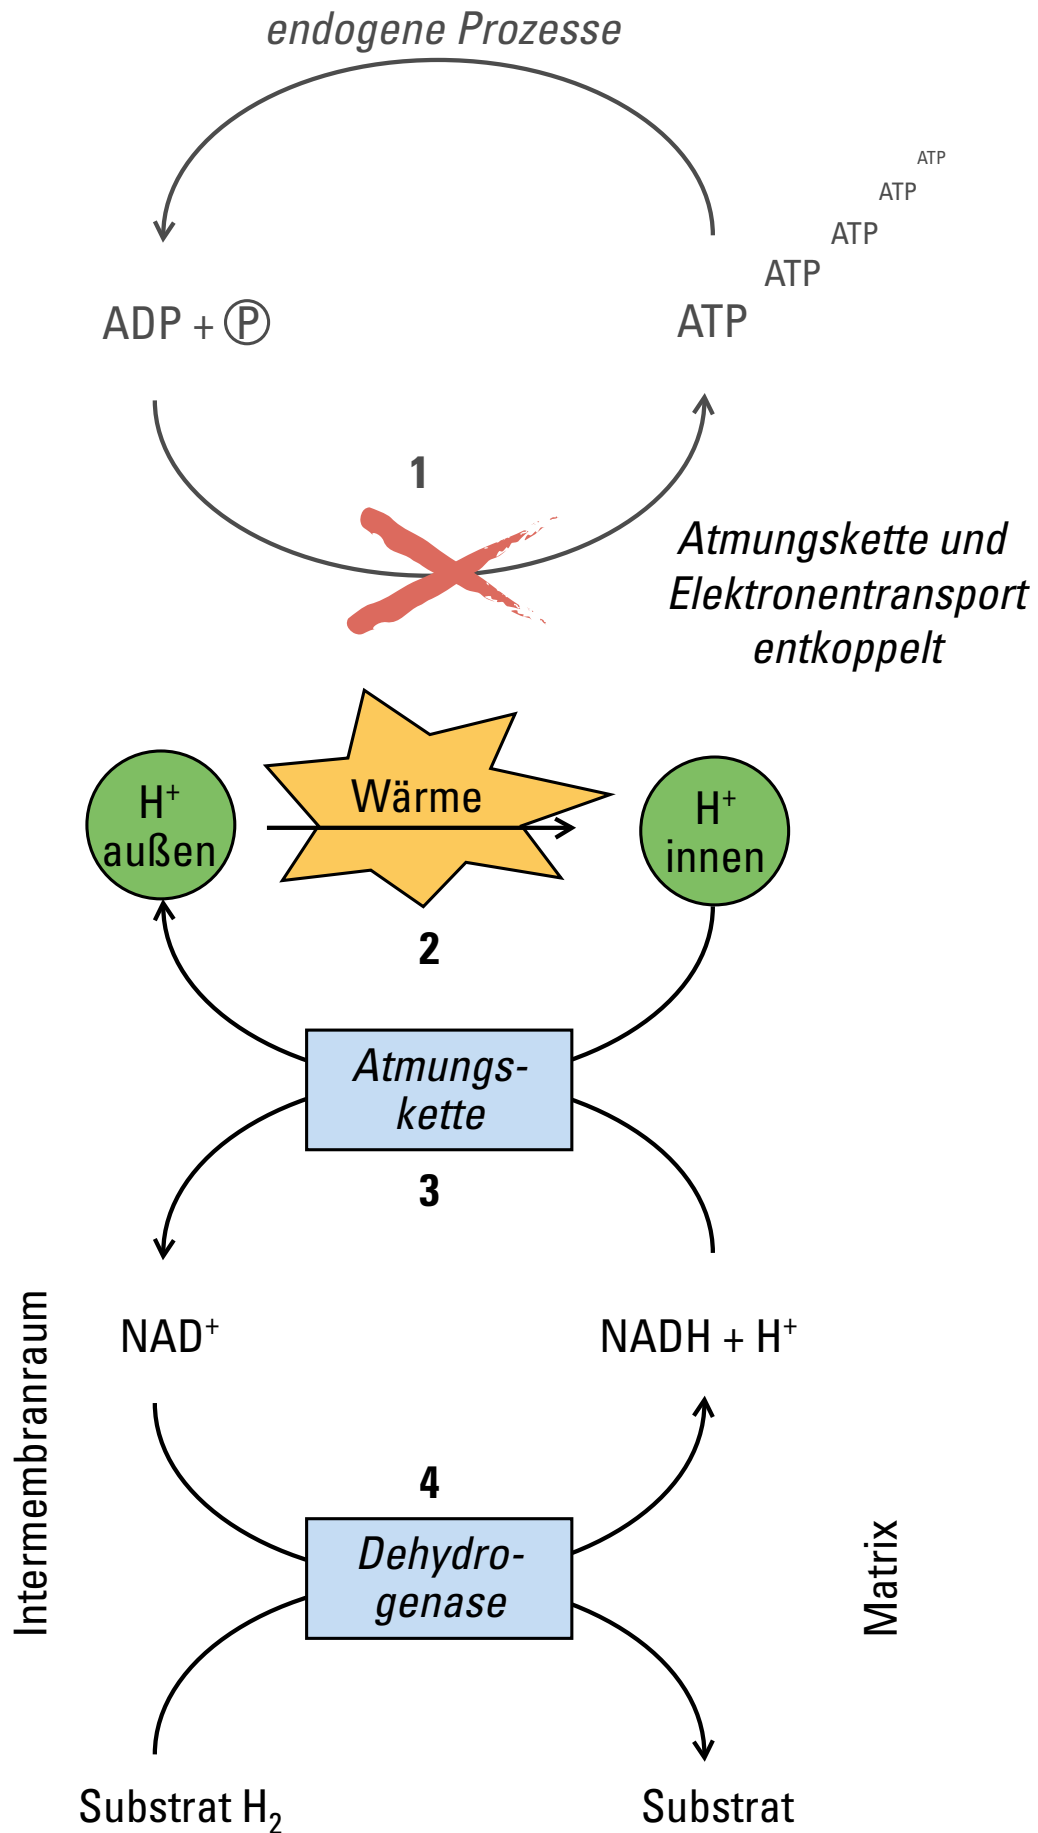 endogene Prozesse
ATP
ATP
ATP
ATP
ADP + Ⓟ
ATP
1
Atmungskette und
Elektronentransport
entkoppelt
H⁺
außen
Wärme
H⁺
innen
2
Atmungs-
kette
3
NAD⁺
NADH + H⁺
4
Dehydro-
genase
Intermembranraum
Matrix
Substrat H₂
Substrat